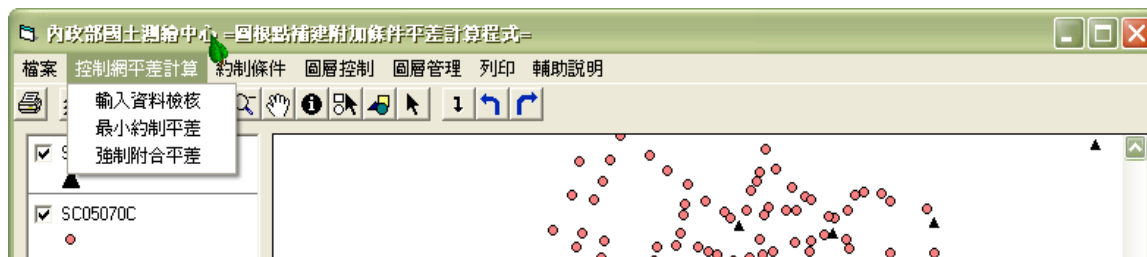 內政部國土測繪中心 =圖根點補建附加條件平差計算程式=
檔案 控制網平差計算 約制條件 圖層控制 圖層管理 列印 輔助說明
輸入資料檢核
最小約制平差
強制附合平差
SC05070C